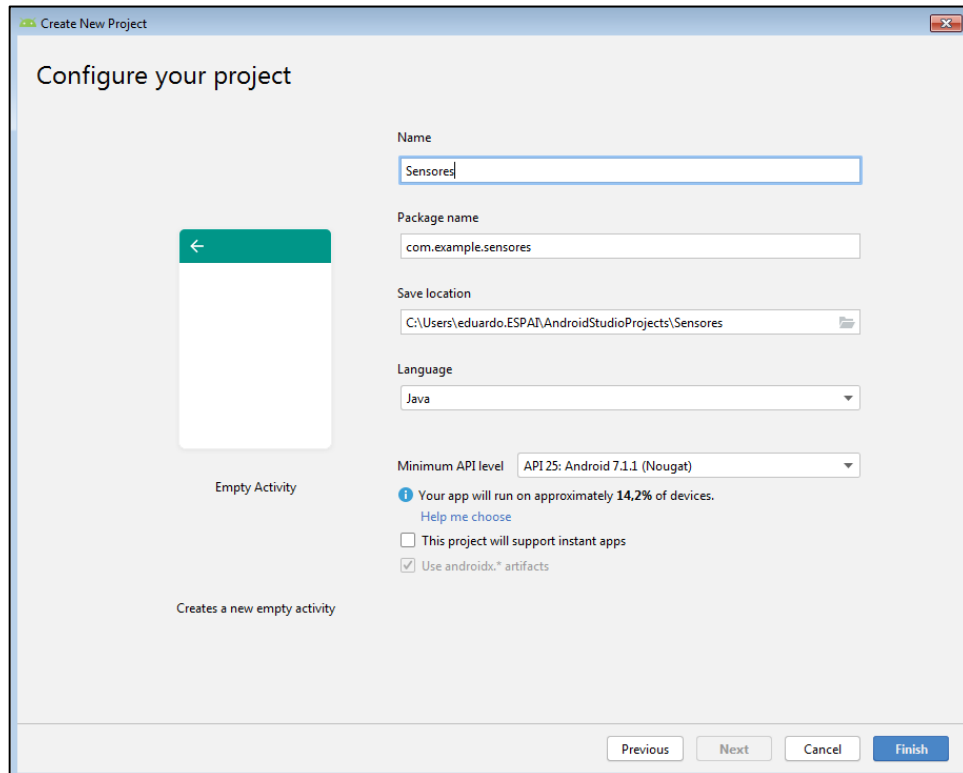 Create New Project
Configure your project
Name
Sensores
Package name
com.example.sensores
Save location
C:\Users\eduardo.ESPAI\AndroidStudioProjects\Sensores
Language
Java
Minimum API level API 25: Android 7.1.1 (Nougat)
Your app will run on approximately 14,2% of devices.
Help me choose
This project will support instant apps
Use androidx.* artifacts
Empty Activity
Creates a new empty activity
Previous Next Cancel Finish